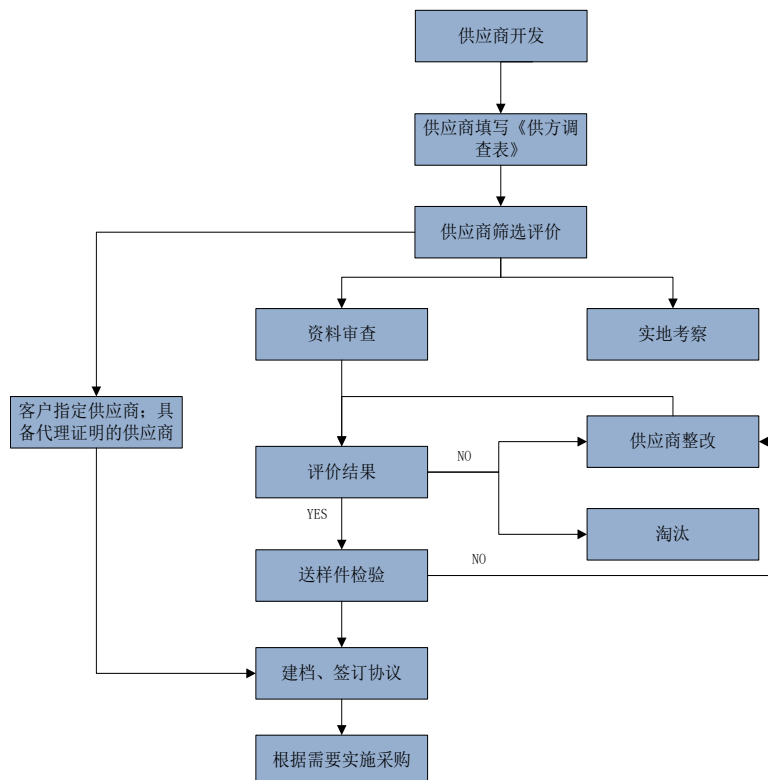 供应商开发
供应商填写《供方调
查表》
供应商筛选评价
资料审查
实地考察
客户指定供应商；具
备代理证明的供应商
供应商整改
评价结果
NO
YES
淘汰
送样件检验
NO
建档、签订协议
根据需要实施采购